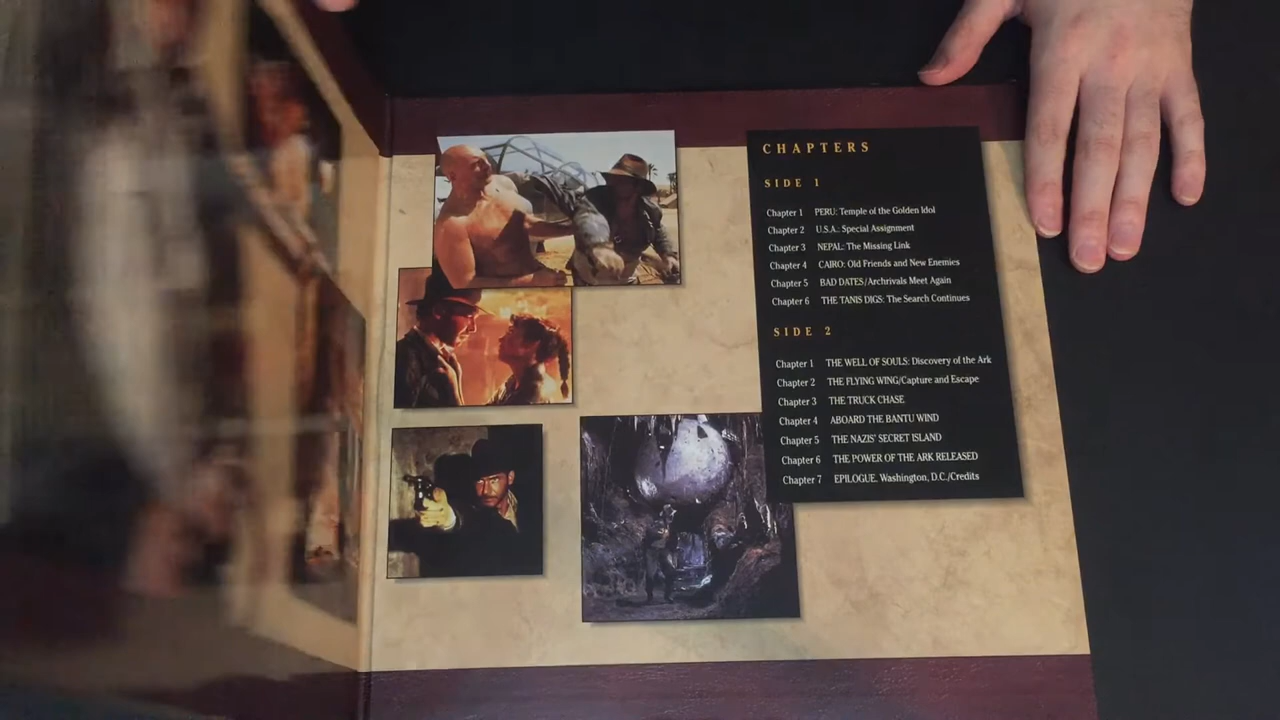 CHAPTERS
SIDE 1
Chapter 1 PERU: Temple of the Golden Idol
Chapter 2 U.S.A.: Special Assignment
Chapter 3 NEPAL: The Missing Link
Chapter 4 CAIRO: Old Friends and New Enemies
Chapter 5 BAD DATES/Archrivals Meet Again
Chapter 6 THE TANIS DIGS: The Search Continues
SIDE 2
Chapter 1 THE WELL OF SOULS: Discovery of the Ark
Chapter 2 THE FLYING WING/Capture and Escape
Chapter 3 THE TRUCK CHASE
Chapter 4 ABOARD THE BANTU WIND
Chapter 5 THE NAZIS' SECRET ISLAND
Chapter 6 THE POWER OF THE ARK RELEASED
Chapter 7 EPILOGUE. Washington, D.C./Credits